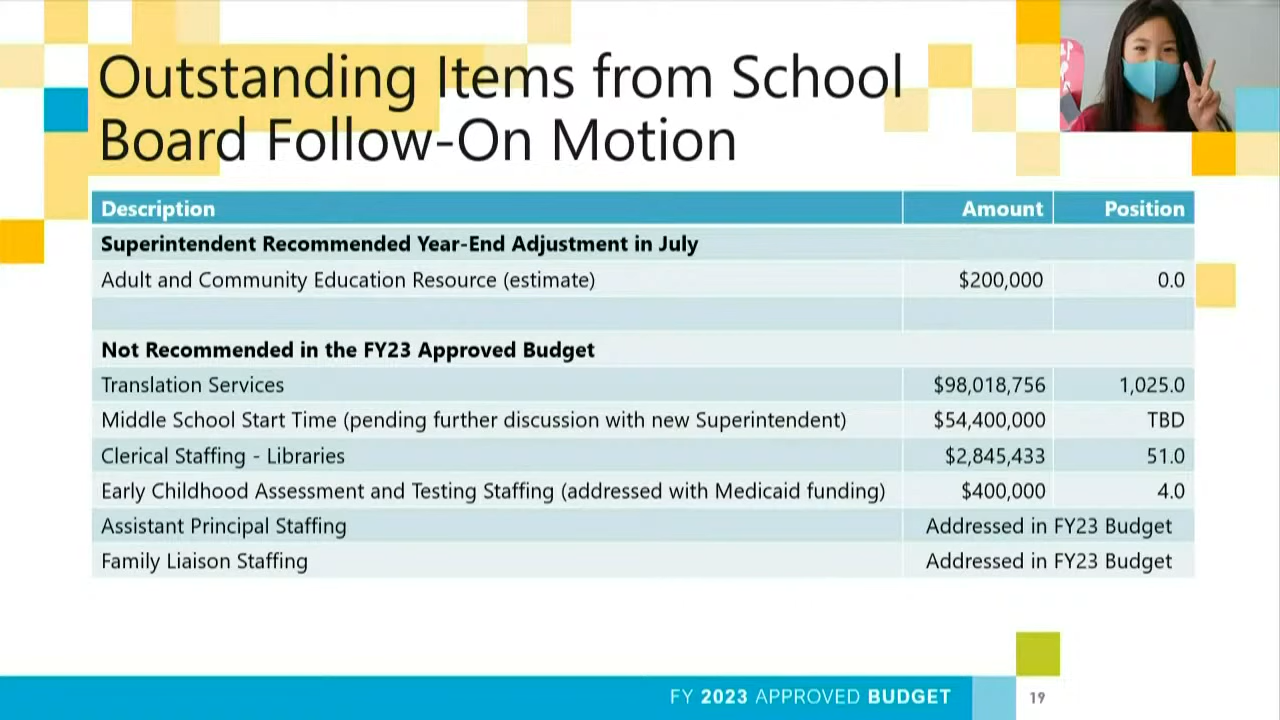 Outstanding Items from School
Board Follow-On Motion
Description Amount Position
Superintendent Recommended Year-End Adjustment in July
Adult and Community Education Resource (estimate) $200,000 0.0
Not Recommended in the FY23 Approved Budget
Translation Services $98,018,756 1,025.0
Middle School Start Time (pending further discussion with new Superintendent) $54,400,000 TBD
Clerical Staffing - Libraries $2,845,433 51.0
Early Childhood Assessment and Testing Staffing (addressed with Medicaid funding) $400,000 4.0
Assistant Principal Staffing Addressed in FY23 Budget
Family Liaison Staffing Addressed in FY23 Budget
FY 2023 APPROVED BUDGET 19